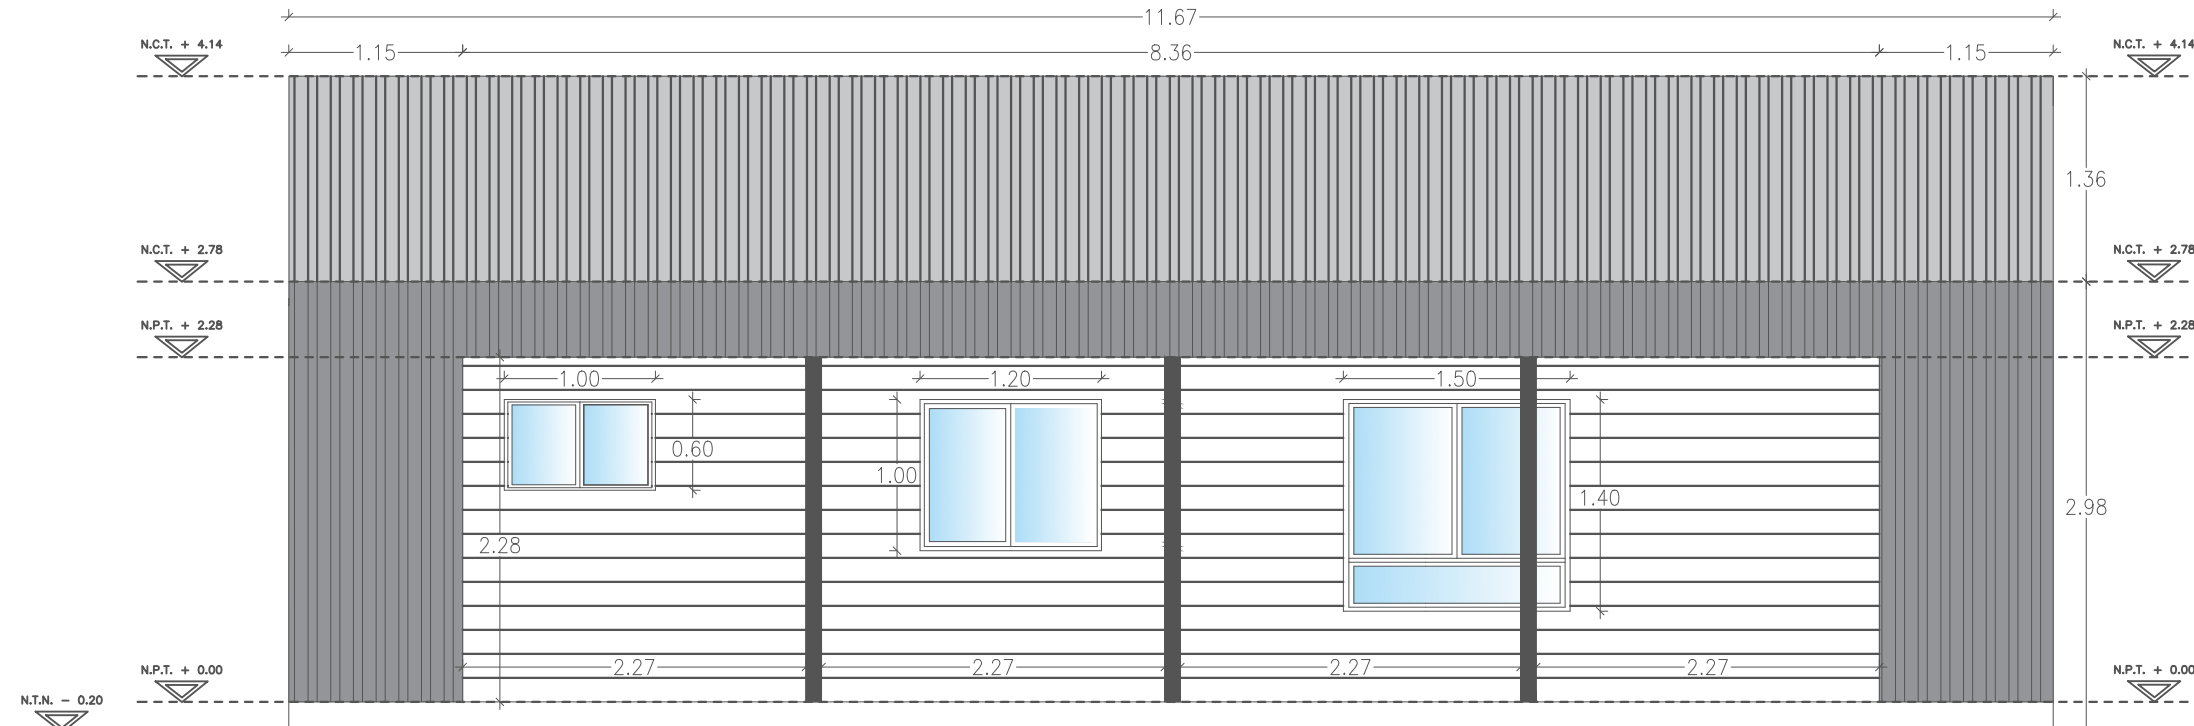 11.67
N.C.T. + 4.14
1.15
8.36
1.15
N.C.T. + 4.14
1.36
N.C.T. + 2.78
N.C.T. + 2.78
N.P.T. + 2.28
N.P.T. + 2.28
1.00
1.20
1.50
0.60
1.00
1.40
2.98
2.28
2.27
2.27
2.27
2.27
N.P.T. + 0.00
N.P.T. + 0.00
N.T.N. - 0.20